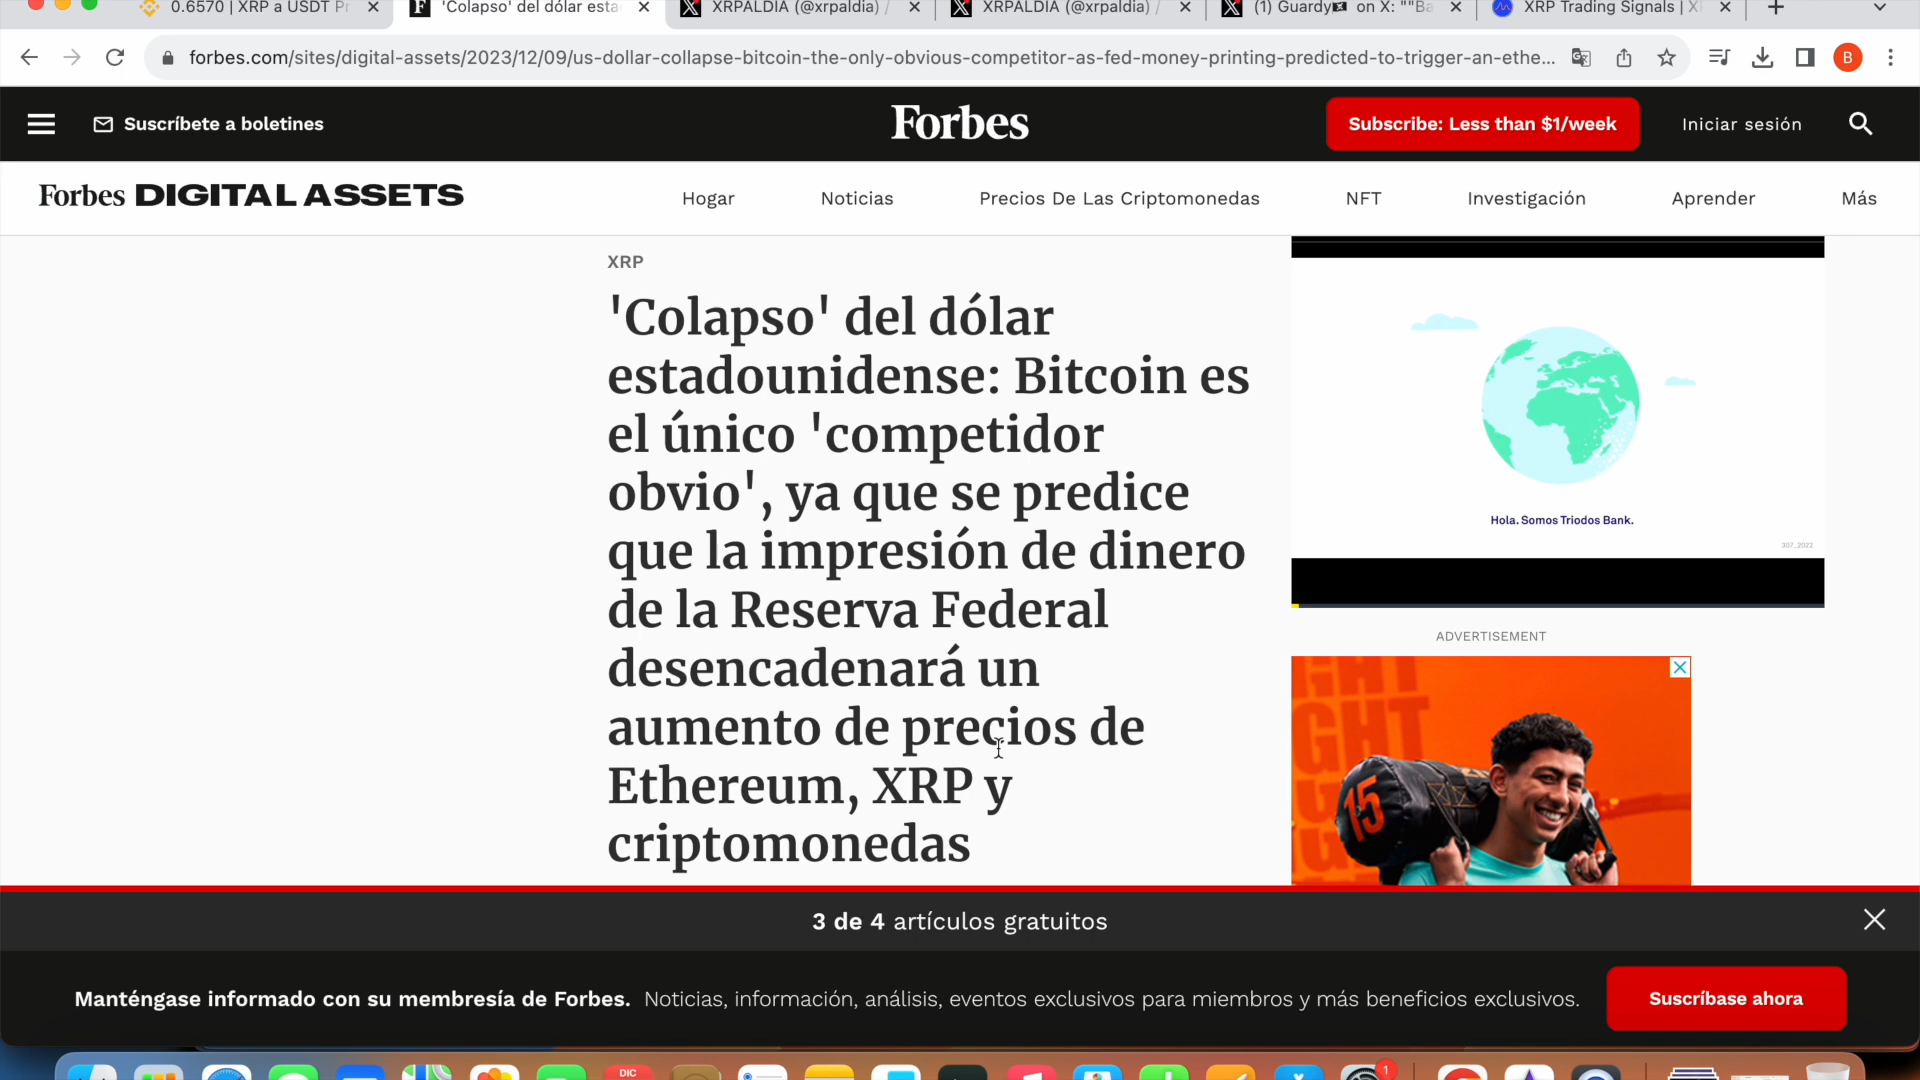 0.6570 | XRP a USDT
'Colapso' del dólar esta
XRPALDIA (@xrpaldia) /
XRPALDIA (@xrpaldia) /
(1) Guardy on X: ""Ba
XRP Trading Signals |
forbes.com/sites/digital-assets/2023/12/09/us-dollar-collapse-bitcoin-the-only-obvious-competitor-as-fed-money-printing-predicted-to-trigger-an-ethe...
B
Suscríbete a boletines
Forbes
Subscribe: Less than $1/week
Iniciar sesión
Forbes DIGITAL ASSETS
Hogar
Noticias
Precios De Las Criptomonedas
NFT
Investigación
Aprender
Más
XRP
'Colapso' del dólar
estadounidense: Bitcoin es
el único 'competidor
obvio', ya que se predice
que la impresión de dinero
de la Reserva Federal
desencadenará un
aumento de precios de
Ethereum, XRP y
criptomonedas
Hola. Somos Triodos Bank.
307_2022
ADVERTISEMENT
15
3 de 4 artículos gratuitos
Manténgase informado con su membresía de Forbes. Noticias, información, análisis, eventos exclusivos para miembros y más beneficios exclusivos.
Suscríbase ahora
DIC
1